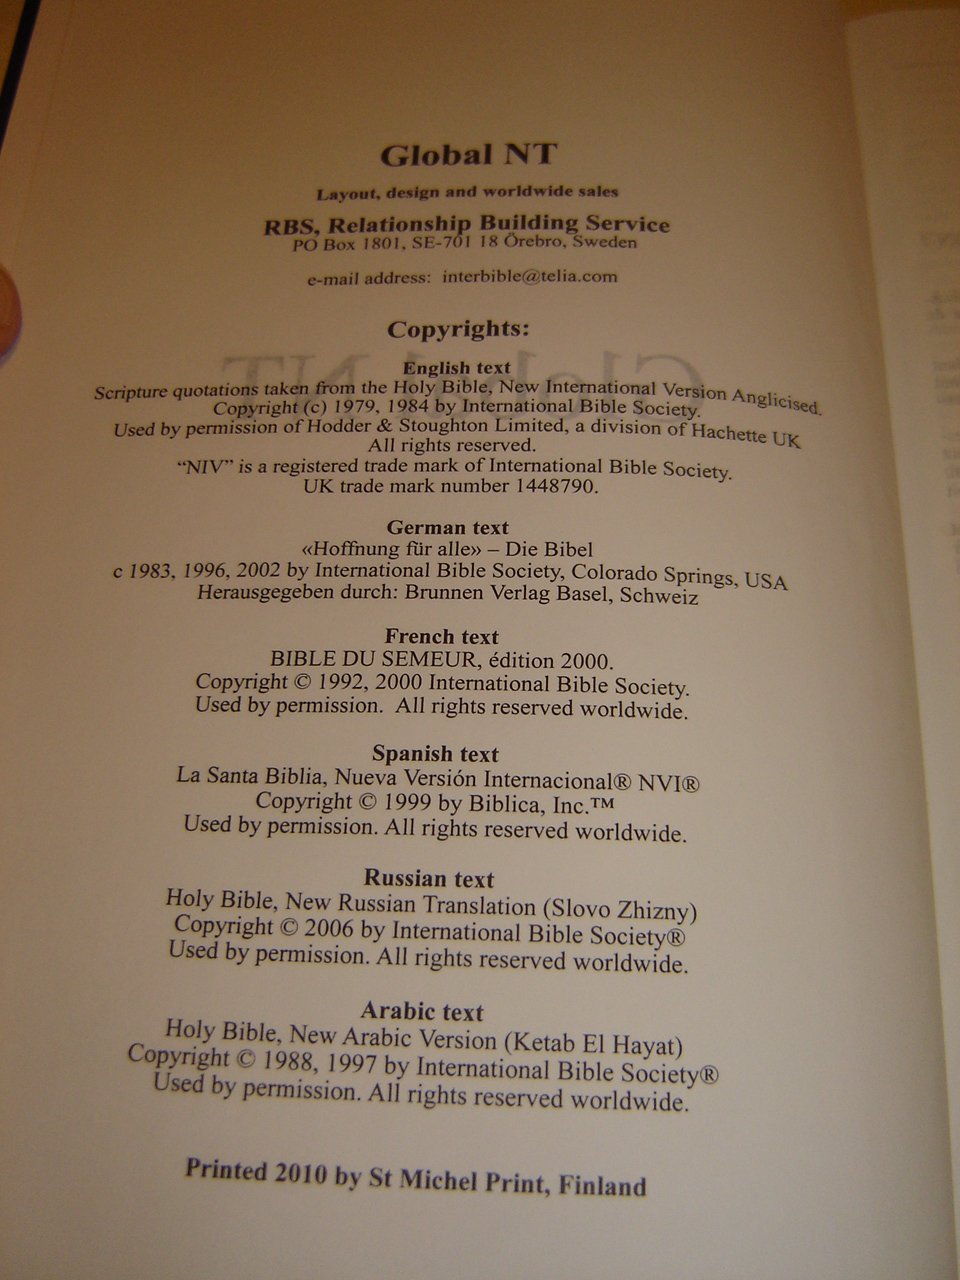 Global NT
Layout, design and worldwide sales
RBS, Relationship Building Service
PO Box 1801, SE-701 18 Örebro, Sweden
e-mail address: interbible@telia.com
Copyrights:
English text
Scripture quotations taken from the Holy Bible, New International Version Anglicised.
Copyright (c) 1979, 1984 by International Bible Society.
Used by permission of Hodder & Stoughton Limited, a division of Hachette UK
All rights reserved.
“NIV” is a registered trade mark of International Bible Society.
UK trade mark number 1448790.
German text
«Hoffnung für alle» – Die Bibel
c 1983, 1996, 2002 by International Bible Society, Colorado Springs, USA
Herausgegeben durch: Brunnen Verlag Basel, Schweiz
French text
BIBLE DU SEMEUR, édition 2000.
Copyright © 1992, 2000 International Bible Society.
Used by permission. All rights reserved worldwide.
Spanish text
La Santa Biblia, Nueva Versión Internacional® NVI®
Copyright © 1999 by Biblica, Inc.™
Used by permission. All rights reserved worldwide.
Russian text
Holy Bible, New Russian Translation (Slovo Zhizny)
Copyright © 2006 by International Bible Society®
Used by permission. All rights reserved worldwide.
Arabic text
Holy Bible, New Arabic Version (Ketab El Hayat)
Copyright © 1988, 1997 by International Bible Society®
Used by permission. All rights reserved worldwide.
Printed 2010 by St Michel Print, Finland